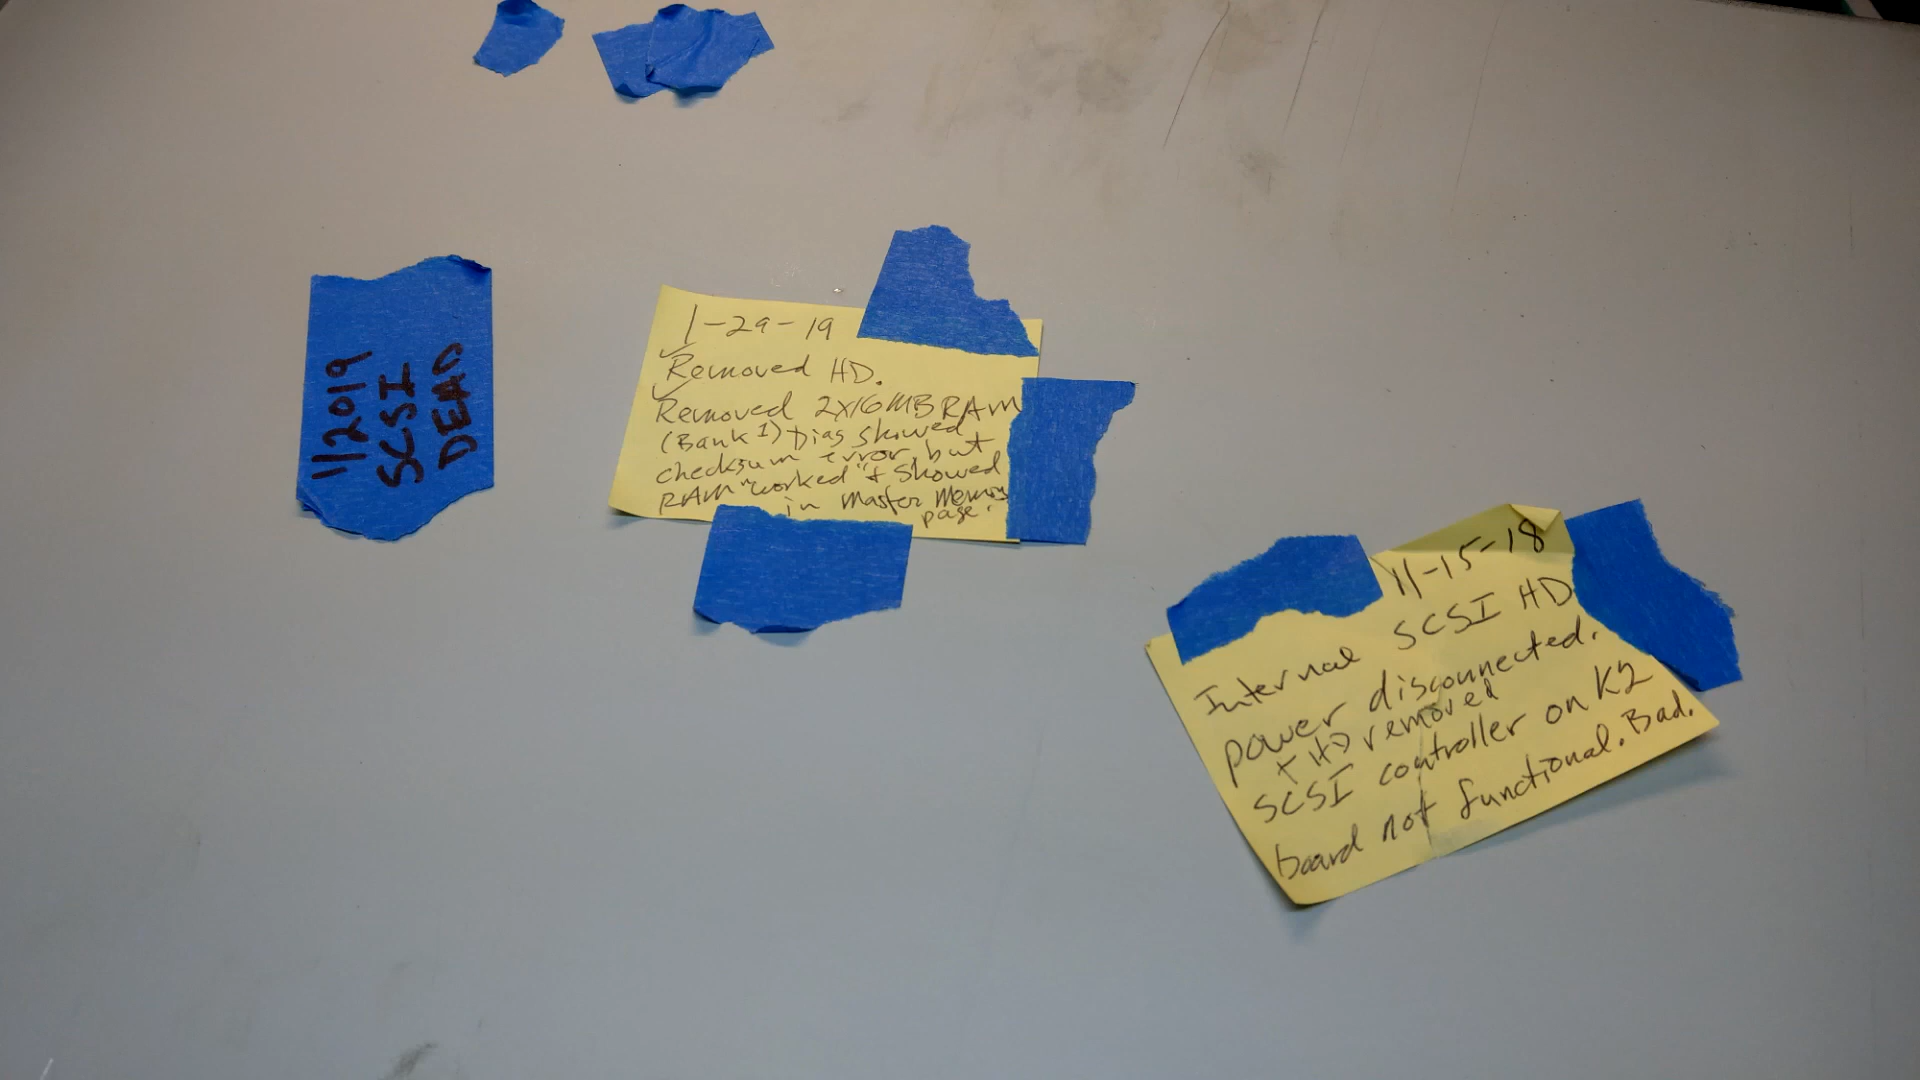 1/2019
SCSI
DEAD
1-29-19
✓Removed HD.
✓Removed 2x16MB RAM
(Bank 1) Diag showed
checksum error, but
RAM "worked" + showed
in Master Memory
page.
11-15-18
Internal SCSI HD
power disconnected.
+ HD removed
SCSI controller on K2
board not functional. Bad.